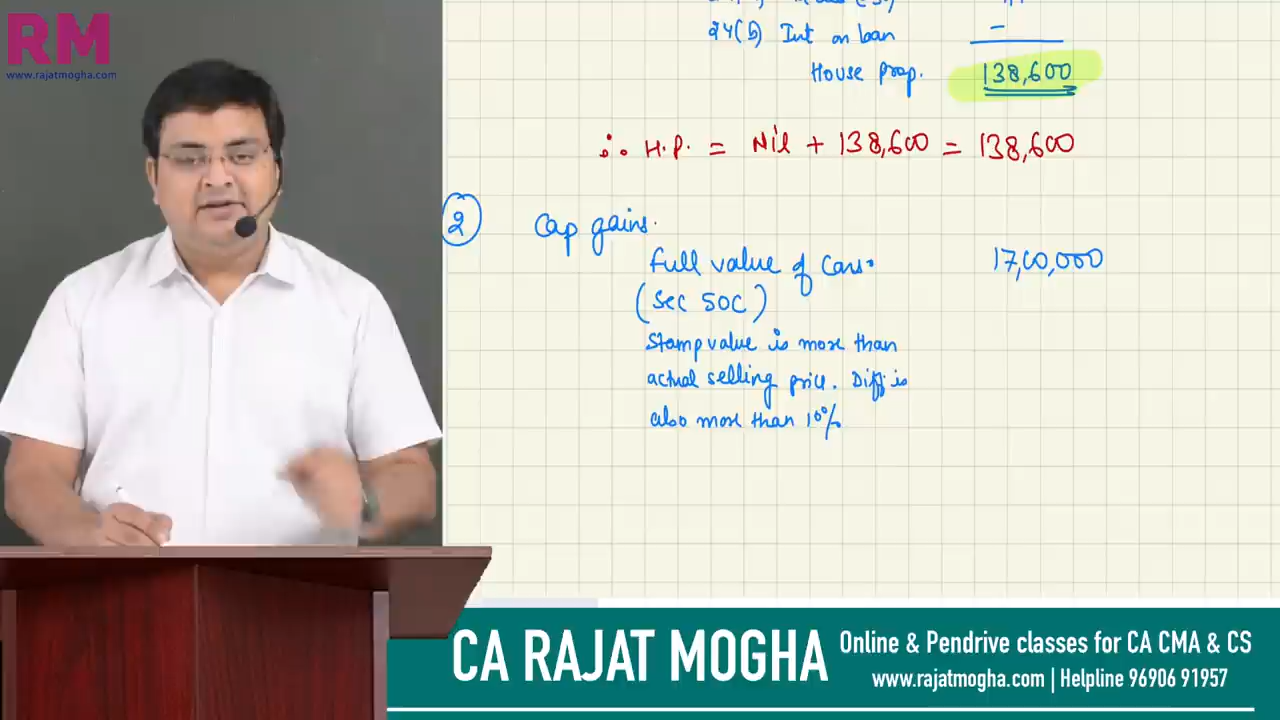 RM
www.rajatmogha.com
24(b) Int on loan -
House prop. 138,600
∴ H.P. = Nil + 138,600 = 138,600
2 Cap gains.
Full value of Cons. 17,00,000
(Sec 50C)
Stamp value is more than
actual selling price. Diff is
also more than 10%
CA RAJAT MOGHA
Online & Pendrive classes for CA CMA & CS
www.rajatmogha.com | Helpline 96906 91957